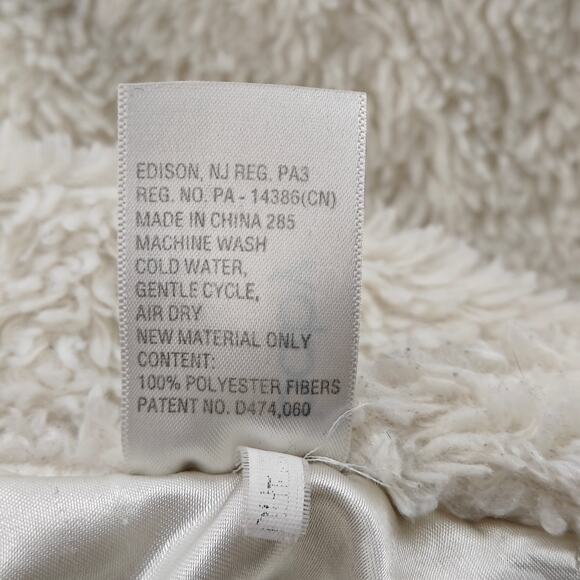 EDISON, NJ REG. PA3
REG. NO. PA - 14386(CN)
MADE IN CHINA 285
MACHINE WASH
COLD WATER,
GENTLE CYCLE,
AIR DRY
NEW MATERIAL ONLY
CONTENT:
100% POLYESTER FIBERS
PATENT NO. D474,060